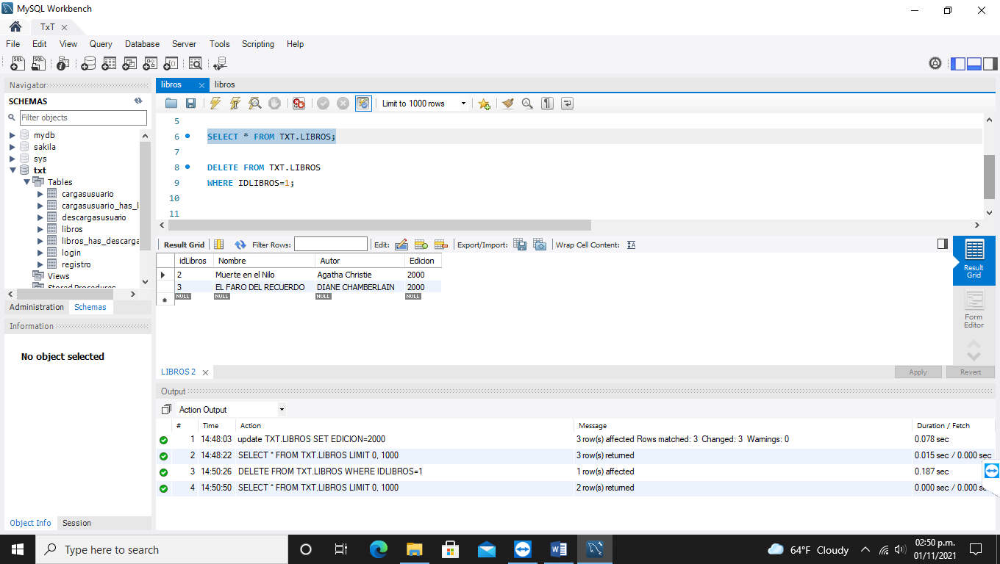 MySQL Workbench
TxT
File Edit View Query Database Server Tools Scripting Help
Navigator
SCHEMAS
Filter objects
mydb
sakila
sys
txt
Tables
cargasusuario
cargasusuario_has_l
descargasusuario
libros
libros_has_descarga
login
registro
Views
Stored Procedures
Administration Schemas
Information
No object selected
Object Info Session
libros libros
Limit to 1000 rows
5
6 SELECT * FROM TXT.LIBROS;
7
8 DELETE FROM TXT.LIBROS
9 WHERE IDLIBROS=1;
10
11
Result Grid Filter Rows: Edit: Export/Import: Wrap Cell Content:
idLibros Nombre Autor Edicion
2 Muerte en el Nilo Agatha Christie 2000
3 EL FARO DEL RECUERDO DIANE CHAMBERLAIN 2000
NULL NULL NULL NULL
Result
Grid
Form
Editor
LIBROS 2
Apply Revert
Output
Action Output
# Time Action Message Duration / Fetch
1 14:48:03 update TXT.LIBROS SET EDICION=2000 3 row(s) affected Rows matched: 3 Changed: 3 Warnings: 0 0.078 sec
2 14:48:22 SELECT * FROM TXT.LIBROS LIMIT 0, 1000 3 row(s) returned 0.015 sec / 0.000 sec
3 14:50:26 DELETE FROM TXT.LIBROS WHERE IDLIBROS=1 1 row(s) affected 0.187 sec
4 14:50:50 SELECT * FROM TXT.LIBROS LIMIT 0, 1000 2 row(s) returned 0.000 sec / 0.000
Type here to search
64°F Cloudy
02:50 p.m.
01/11/2021